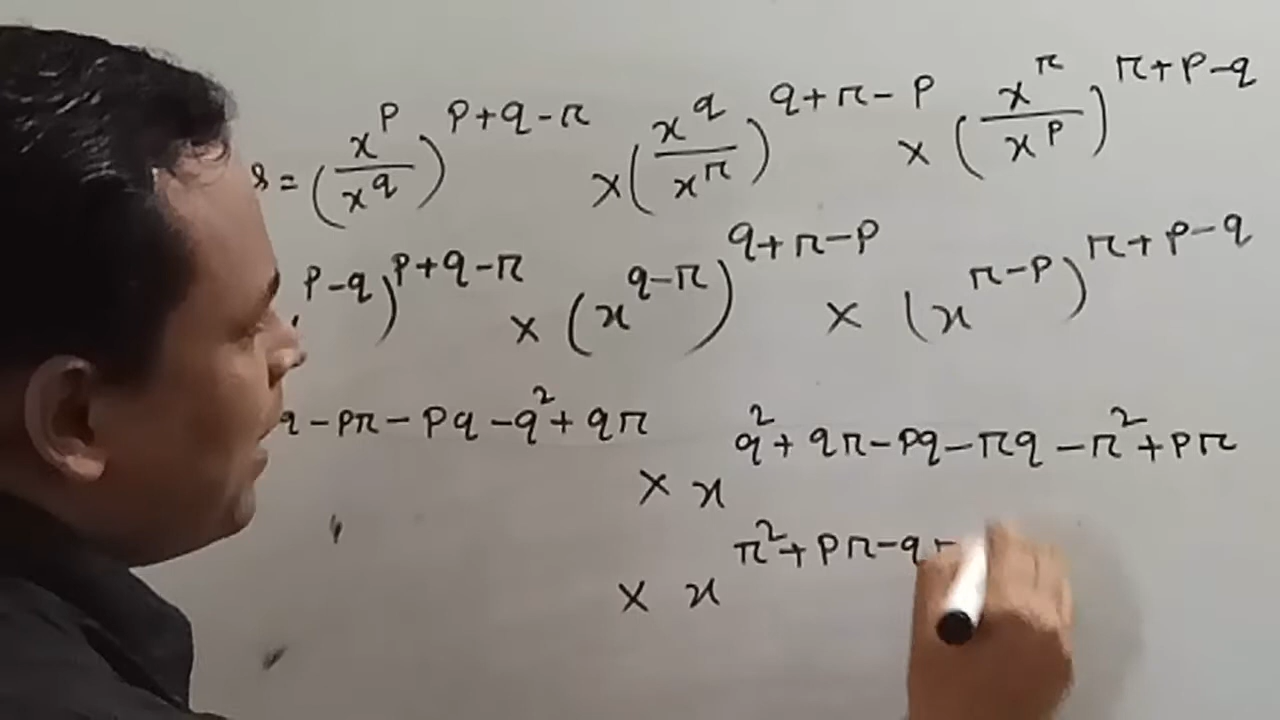 s = (x^p/x^q)^p+q-r × (x^q/x^r)^q+r-p × (x^r/x^p)^r+p-q
p-q)^p+q-r × (x^q-r)^q+r-p × (x^r-p)^r+p-q
q-pr-pq-q²+qr × x^q²+qr-pq-rq-r²+pr
× x^r²+pr-q